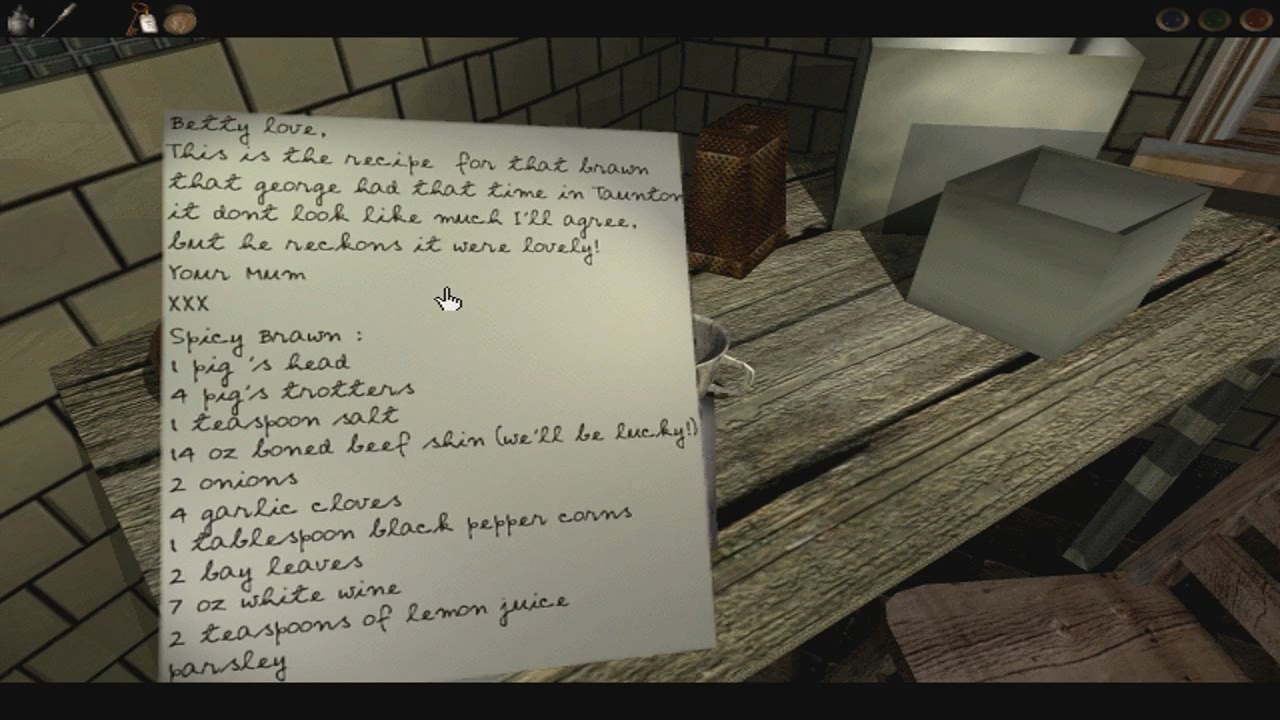 Betty love,
This is the recipe for that brawn
that george had that time in Taunton
it dont look like much I'll agree,
but he reckons it were lovely!
Your Mum
XXX
Spicy Brawn :
1 pig 's head
4 pig's trotters
1 teaspoon salt
14 oz boned beef shin (we'll be lucky!)
2 onions
4 garlic cloves
1 tablespoon black pepper corns
2 bay leaves
7 oz white wine
2 teaspoons of lemon juice
parsley